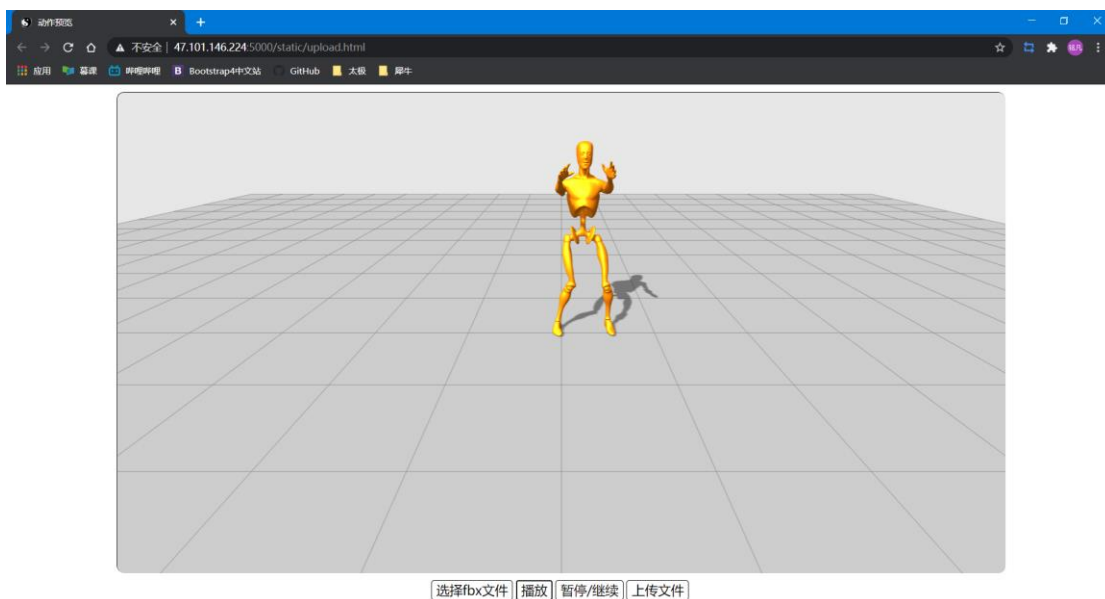 动作预览
不安全 47.101.146.224:5000/static/upload.html
应用 慕课 哔哩哔哩 B Bootstrap4中文站 GitHub 太极 犀牛
选择fbx文件 播放 暂停/继续 上传文件